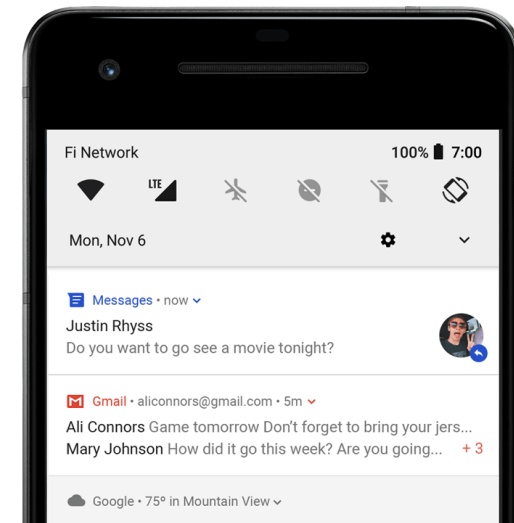 Fi Network 100% 7:00
LTE
Mon, Nov 6
Messages • now
Justin Rhyss
Do you want to go see a movie tonight?
Gmail • aliconnors@gmail.com • 5m
Ali Connors Game tomorrow Don't forget to bring your jers...
Mary Johnson How did it go this week? Are you going... + 3
Google • 75º in Mountain View